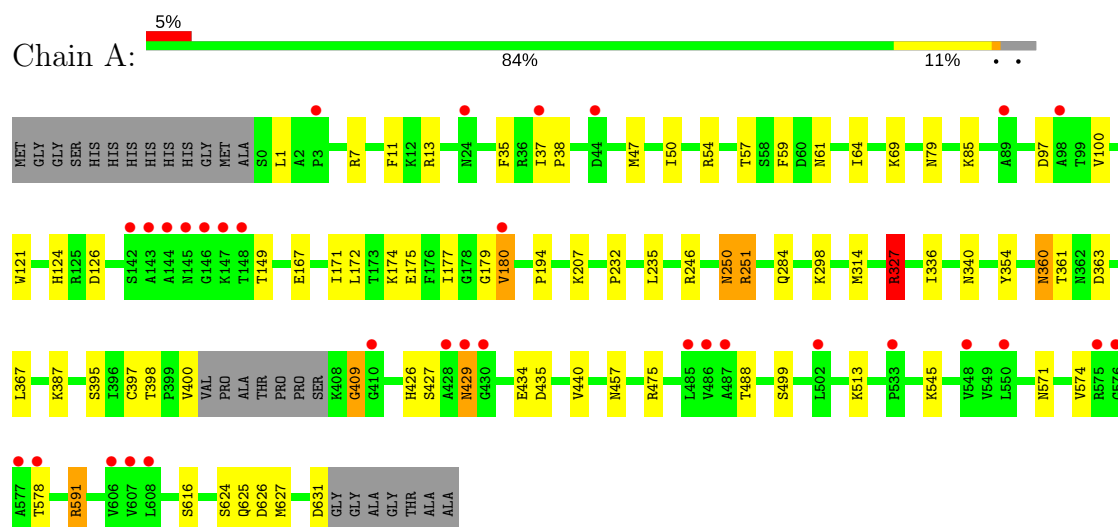 5%
Chain A:
84% 11% • •
MET GLY GLY SER HIS HIS HIS HIS HIS HIS GLY MET ALA S0 L1 A2 P3 R7 F11 K12 R13 N24 F35 R36 I37 P38 D44 M47 I50 R54 T57 S58 F59 D60 N61 I64 K69 N79 K85 A89 D97 A98 T99 V100
W121 H124 R125 D126 S142 A143 A144 N145 G146 K147 T148 T149 E167 I171 L172 T173 K174 E175 F176 I177 G178 G179 V180 P194 K207 P232 L235 R246 N250 R251 Q284 K298 M314 R327 I336 N340 Y354 N360 T361 N362 D363
L367 K387 S395 I396 C397 T398 P399 V400 VAL PRO ALA THR PRO PRO SER K408 G409 G410 H426 S427 A428 N429 G430 E434 D435 V440 N457 R475 L485 V486 A487 T488 S499 L502 K513 P533 K545 V548 V549 L550 N571 V574 R575 G576
A577 T578 R591 V606 V607 L608 S616 S624 Q625 D626 M627 D631 GLY GLY ALA GLY THR ALA ALA